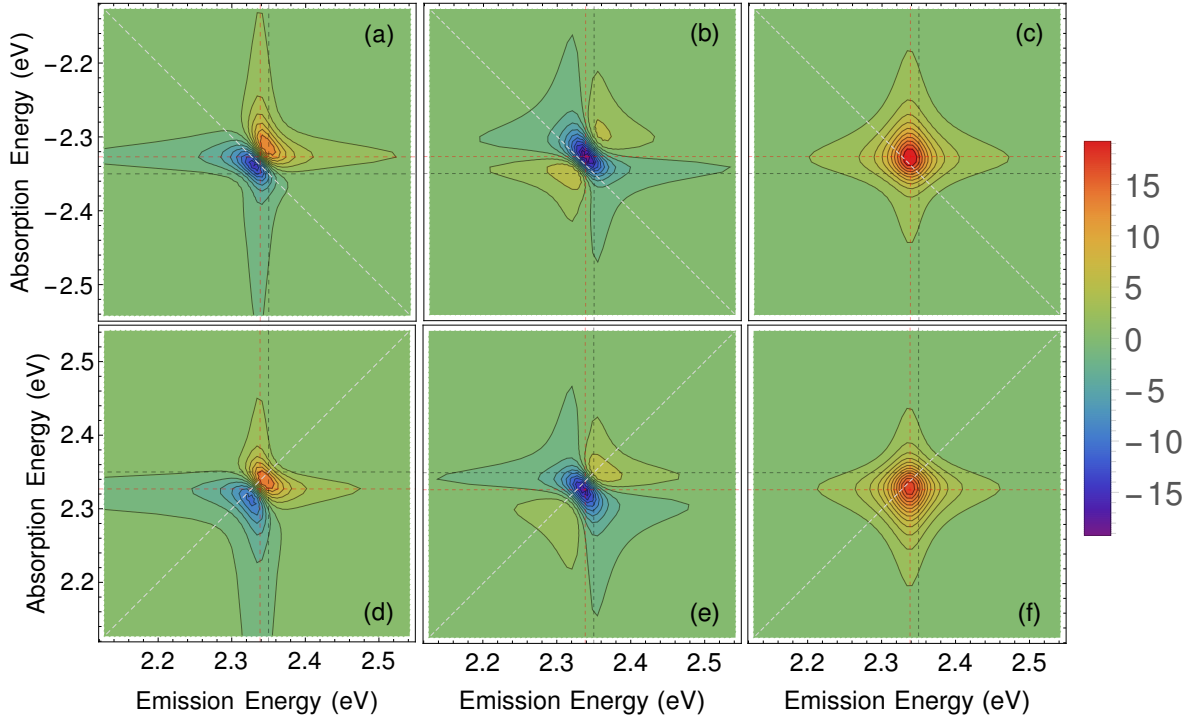 (a)
(b)
(c)
Absorption Energy (eV)
−2.2
−2.3
−2.4
−2.5
15
10
5
0
−5
−10
−15
(d)
(e)
(f)
Absorption Energy (eV)
2.5
2.4
2.3
2.2
2.2 2.3 2.4 2.5
2.2 2.3 2.4 2.5
2.2 2.3 2.4 2.5
Emission Energy (eV)
Emission Energy (eV)
Emission Energy (eV)